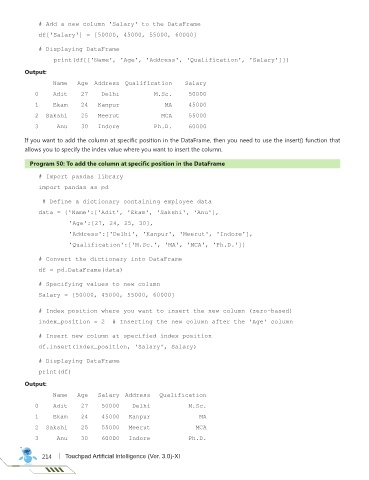 # Add a new column 'Salary' to the DataFrame
df['Salary'] = [50000, 45000, 55000, 60000]
# Displaying DataFrame
print(df[['Name', 'Age', 'Address', 'Qualification', 'Salary']])
Output:
Name Age Address Qualification Salary
0 Adit 27 Delhi M.Sc. 50000
1 Ekam 24 Kanpur MA 45000
2 Sakshi 25 Meerut MCA 55000
3 Anu 30 Indore Ph.D. 60000
If you want to add the column at specific position in the DataFrame, then you need to use the insert() function that
allows you to specify the index value where you want to insert the column.
Program 50: To add the column at specific position in the DataFrame
# Import pandas library
import pandas as pd
# Define a dictionary containing employee data
data = {'Name':['Adit', 'Ekam', 'Sakshi', 'Anu'],
'Age':[27, 24, 25, 30],
'Address':['Delhi', 'Kanpur', 'Meerut', 'Indore'],
'Qualification':['M.Sc.', 'MA', 'MCA', 'Ph.D.']}
# Convert the dictionary into DataFrame
df = pd.DataFrame(data)
# Specifying values to new column
Salary = [50000, 45000, 55000, 60000]
# Index position where you want to insert the new column (zero-based)
index_position = 2 # Inserting the new column after the 'Age' column
# Insert new column at specified index position
df.insert(index_position, 'Salary', Salary)
# Displaying DataFrame
print(df)
Output:
Name Age Salary Address Qualification
0 Adit 27 50000 Delhi M.Sc.
1 Ekam 24 45000 Kanpur MA
2 Sakshi 25 55000 Meerut MCA
3 Anu 30 60000 Indore Ph.D.
214 Touchpad Artificial Intelligence (Ver. 3.0)-XI